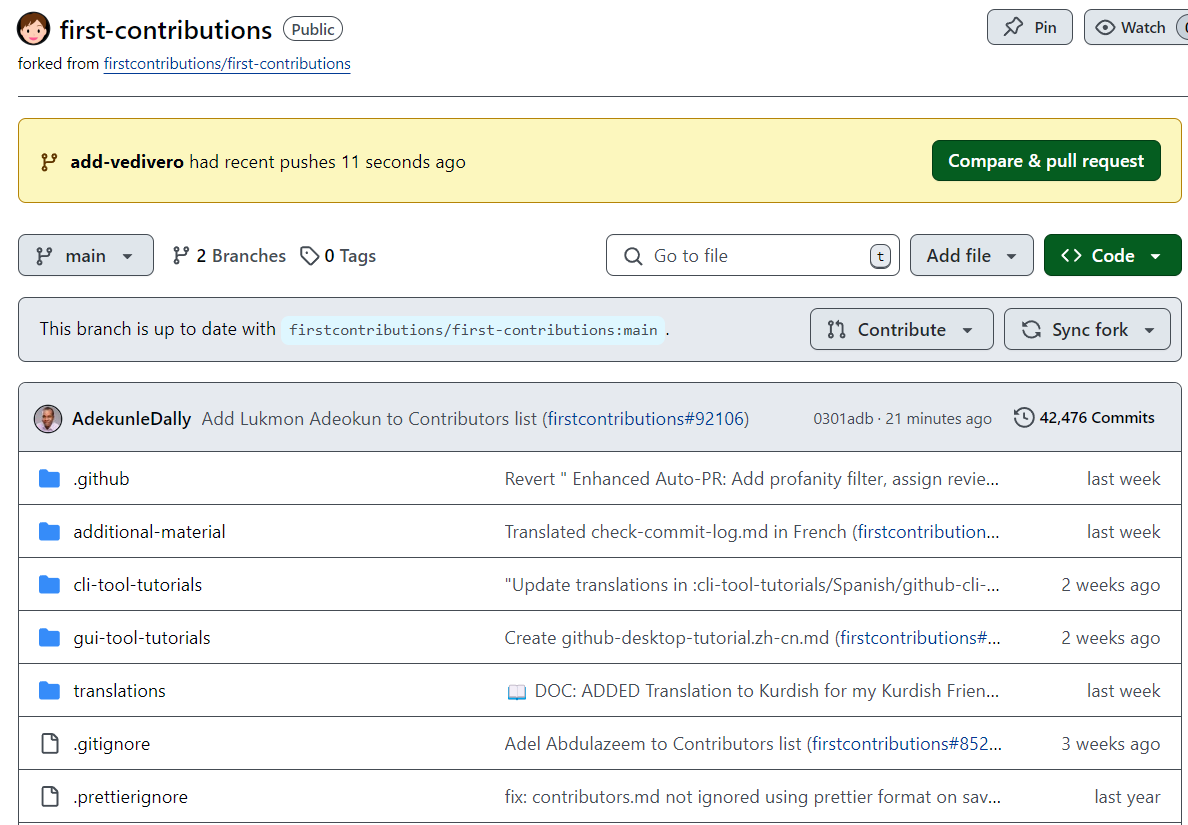 first-contributions Public Pin Watch
forked from firstcontributions/first-contributions
add-vedivero had recent pushes 11 seconds ago Compare & pull request
main 2 Branches 0 Tags Go to file t Add file Code
This branch is up to date with firstcontributions/first-contributions:main . Contribute Sync fork
AdekunleDally Add Lukmon Adeokun to Contributors list (firstcontributions#92106) 0301adb · 21 minutes ago 42,476 Commits
.github Revert " Enhanced Auto-PR: Add profanity filter, assign revie... last week
additional-material Translated check-commit-log.md in French (firstcontribution... last week
cli-tool-tutorials "Update translations in :cli-tool-tutorials/Spanish/github-cli-... 2 weeks ago
gui-tool-tutorials Create github-desktop-tutorial.zh-cn.md (firstcontributions#... 2 weeks ago
translations 📖 DOC: ADDED Translation to Kurdish for my Kurdish Frien... last week
.gitignore Adel Abdulazeem to Contributors list (firstcontributions#852... 3 weeks ago
.prettierignore fix: contributors.md not ignored using prettier format on sav... last year